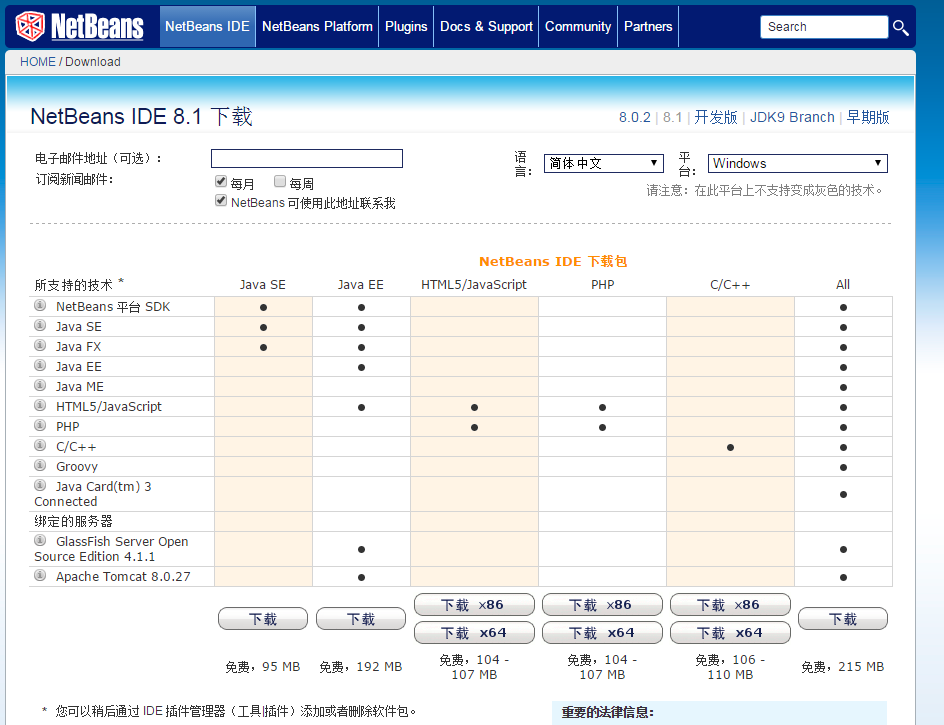 NetBeans
NetBeans IDE NetBeans Platform Plugins Docs & Support Community Partners Search
HOME / Download
NetBeans IDE 8.1 下载
8.0.2 | 8.1 | 开发版 | JDK9 Branch | 早期版
电子邮件地址（可选）：
语言： 简体中文 平台： Windows
订阅新闻邮件：
每月 每周
请注意：在此平台上不支持变成灰色的技术。
NetBeans 可使用此地址联系我
NetBeans IDE 下载包
所支持的技术 * Java SE Java EE HTML5/JavaScript PHP C/C++ All
NetBeans 平台 SDK ● ● ●
Java SE ● ● ●
Java FX ● ● ●
Java EE ● ●
Java ME ●
HTML5/JavaScript ● ● ● ●
PHP ● ● ●
C/C++ ● ●
Groovy ●
Java Card(tm) 3
Connected ●
绑定的服务器
GlassFish Server Open
Source Edition 4.1.1 ● ●
Apache Tomcat 8.0.27 ● ●
下载 x86 下载 x86 下载 x86
下载 下载 下载
下载 x64 下载 x64 下载 x64
免费，95 MB 免费，192 MB 免费，104 - 107 MB 免费，104 - 107 MB 免费，106 - 110 MB 免费，215 MB
* 您可以稍后通过 IDE 插件管理器（工具|插件）添加或者删除软件包。
重要的法律信息：